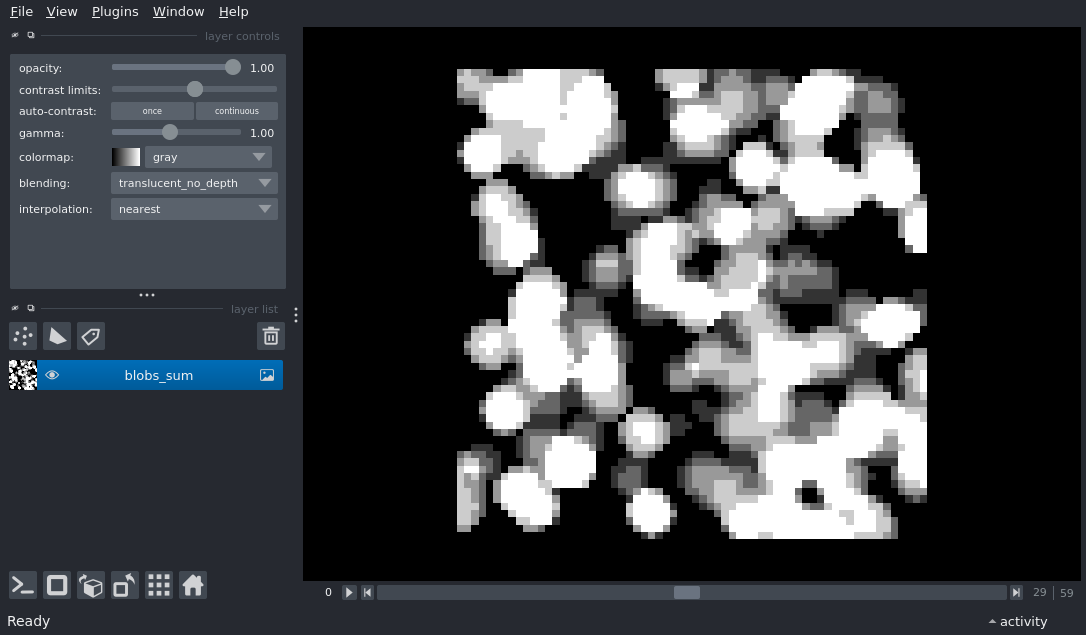 File View Plugins Window Help
layer controls
opacity: 1.00
contrast limits:
auto-contrast: once continuous
gamma: 1.00
colormap: gray
blending: translucent_no_depth
interpolation: nearest
layer list
blobs_sum
0 29 59
Ready activity